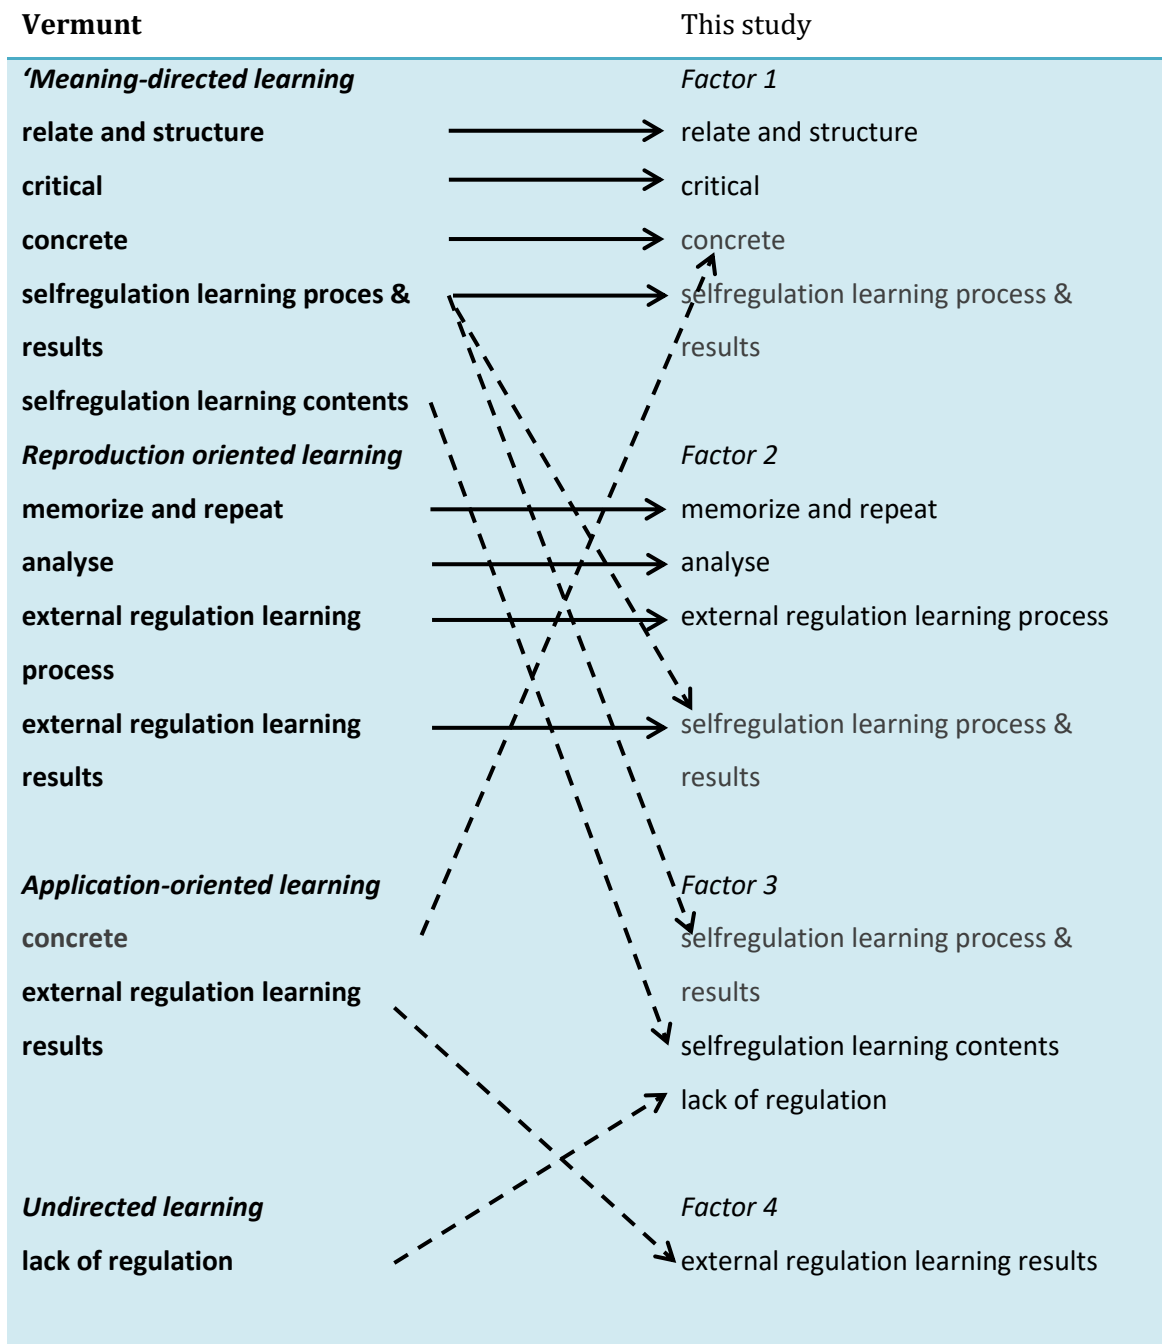 Vermunt This study
‘Meaning-directed learning Factor 1
relate and structure relate and structure
critical critical
concrete concrete
selfregulation learning proces & selfregulation learning process &
results results
selfregulation learning contents
Reproduction oriented learning Factor 2
memorize and repeat memorize and repeat
analyse analyse
external regulation learning external regulation learning process
process
external regulation learning selfregulation learning process &
results results
Application-oriented learning Factor 3
concrete selfregulation learning process &
external regulation learning results
results selfregulation learning contents
lack of regulation
Undirected learning Factor 4
lack of regulation external regulation learning results